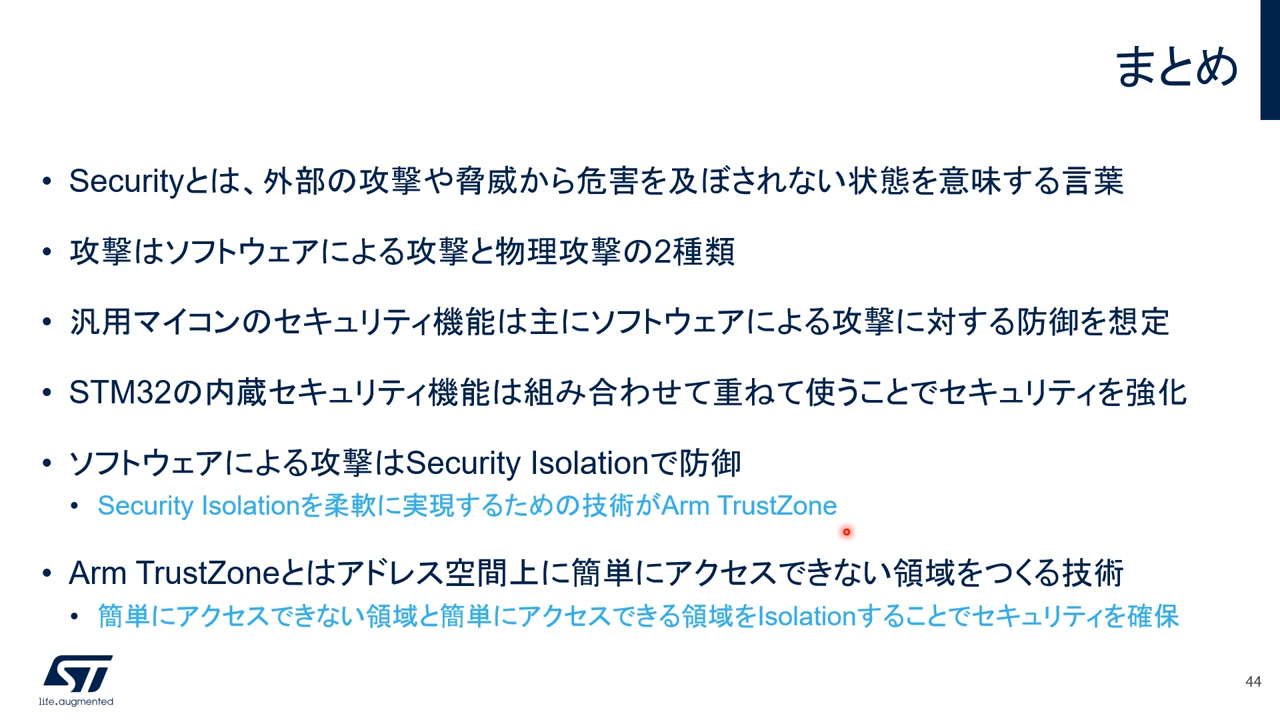 まとめ
• Securityとは、外部の攻撃や脅威から危害を及ぼされない状態を意味する言葉
• 攻撃はソフトウェアによる攻撃と物理攻撃の2種類
• 汎用マイコンのセキュリティ機能は主にソフトウェアによる攻撃に対する防御を想定
• STM32の内蔵セキュリティ機能は組み合わせて重ねて使うことでセキュリティを強化
• ソフトウェアによる攻撃はSecurity Isolationで防御
• Security Isolationを柔軟に実現するための技術がArm TrustZone
• Arm TrustZoneとはアドレス空間上に簡単にアクセスできない領域をつくる技術
• 簡単にアクセスできない領域と簡単にアクセスできる領域をIsolationすることでセキュリティを確保
ST
life.augmented
44